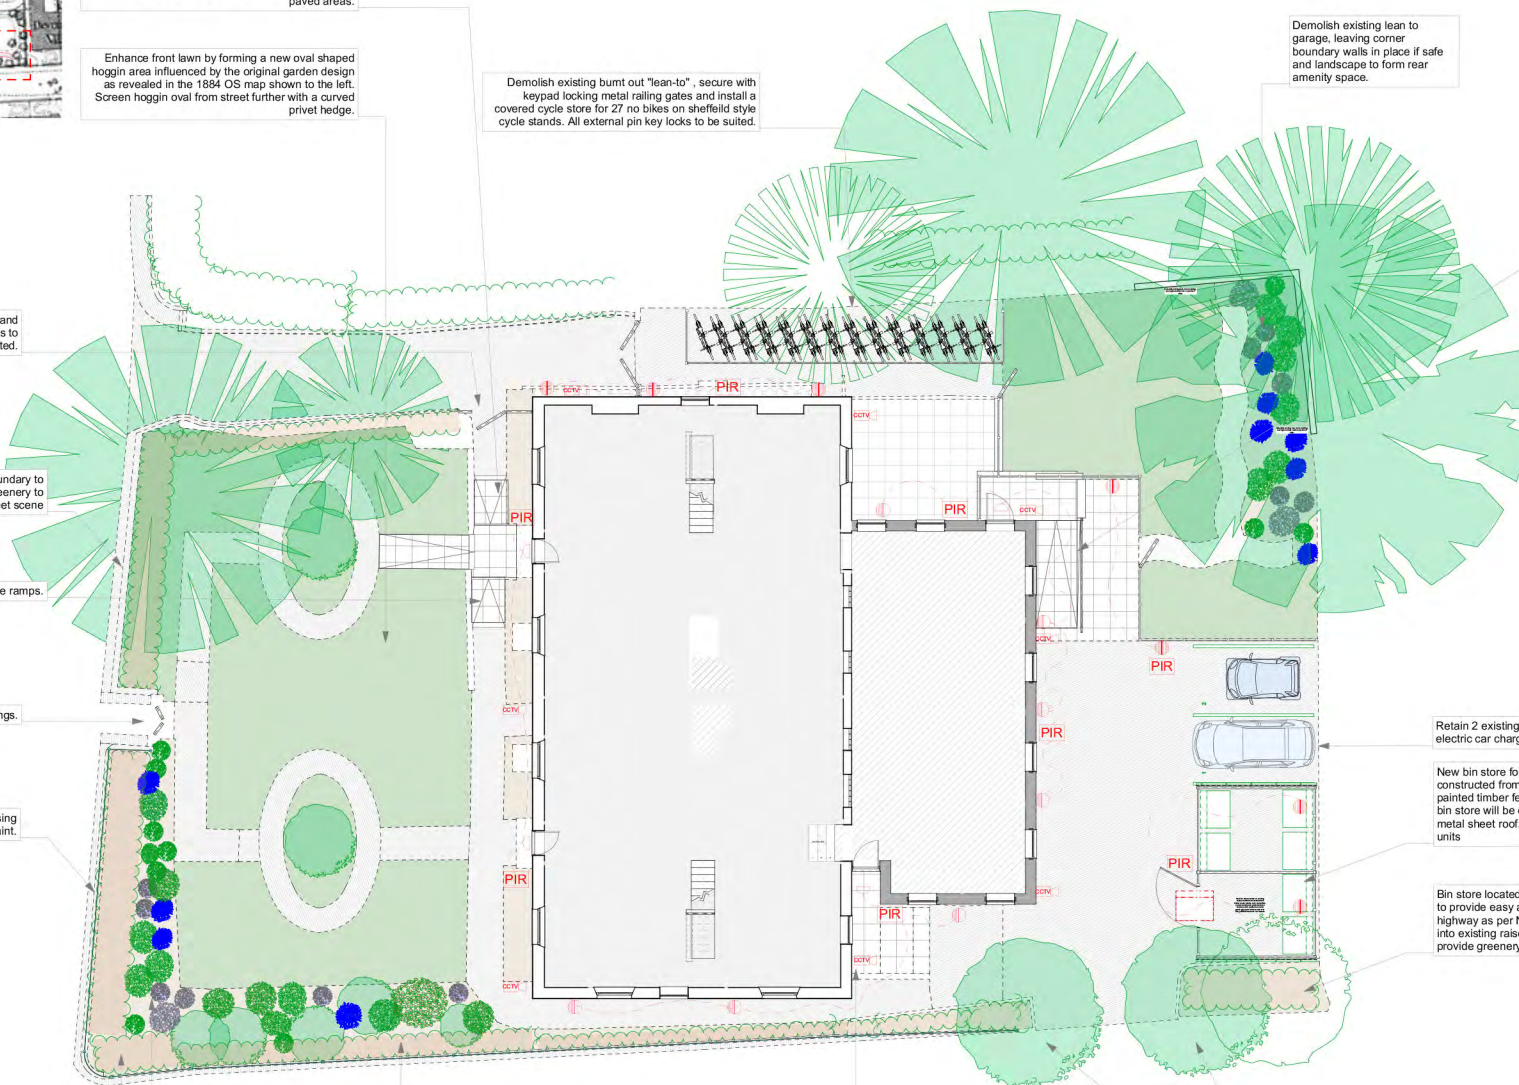 paved areas.
Enhance front lawn by forming a new oval shaped
hoggin area influenced by the original garden design
as revealed in the 1884 OS map shown to the left.
Screen hoggin oval from street further with a curved
privet hedge.
Demolish existing burnt out "lean-to" , secure with
keypad locking metal railing gates and install a
covered cycle store for 27 no bikes on sheffeild style
cycle stands. All external pin key locks to be suited.
Demolish existing lean to
garage, leaving corner
boundary walls in place if safe
and landscape to form rear
amenity space.
and
s to
ted.
undary to
eenery to
et scene
e ramps.
ngs.
sing
int.
CCTV
PIR
CCTV
PIR
PIR
CCTV
CCTV
PIR
CCTV
PIR
PIR
CCTV
PIR
PIR
CCTV
CCTV
Retain 2 existing
electric car charg
New bin store fo
constructed from
painted timber fe
bin store will be
metal sheet roof.
units
Bin store located
to provide easy a
highway as per N
into existing raise
provide greenery